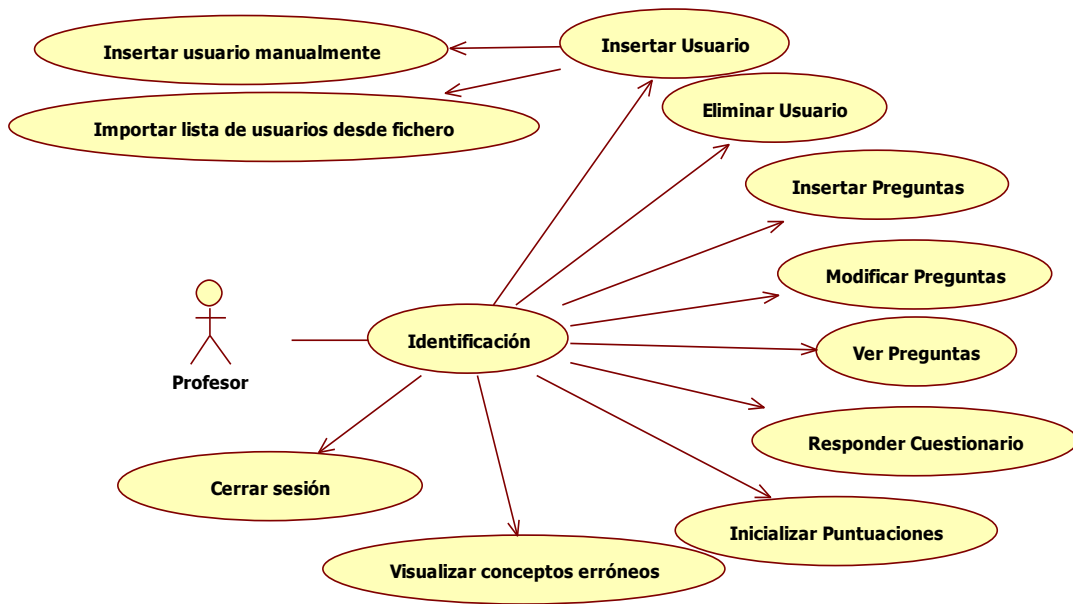 Insertar Usuario
Insertar usuario manualmente
Eliminar Usuario
Importar lista de usuarios desde fichero
Insertar Preguntas
Modificar Preguntas
Identificación
Ver Preguntas
Profesor
Responder Cuestionario
Cerrar sesión
Inicializar Puntuaciones
Visualizar conceptos erróneos